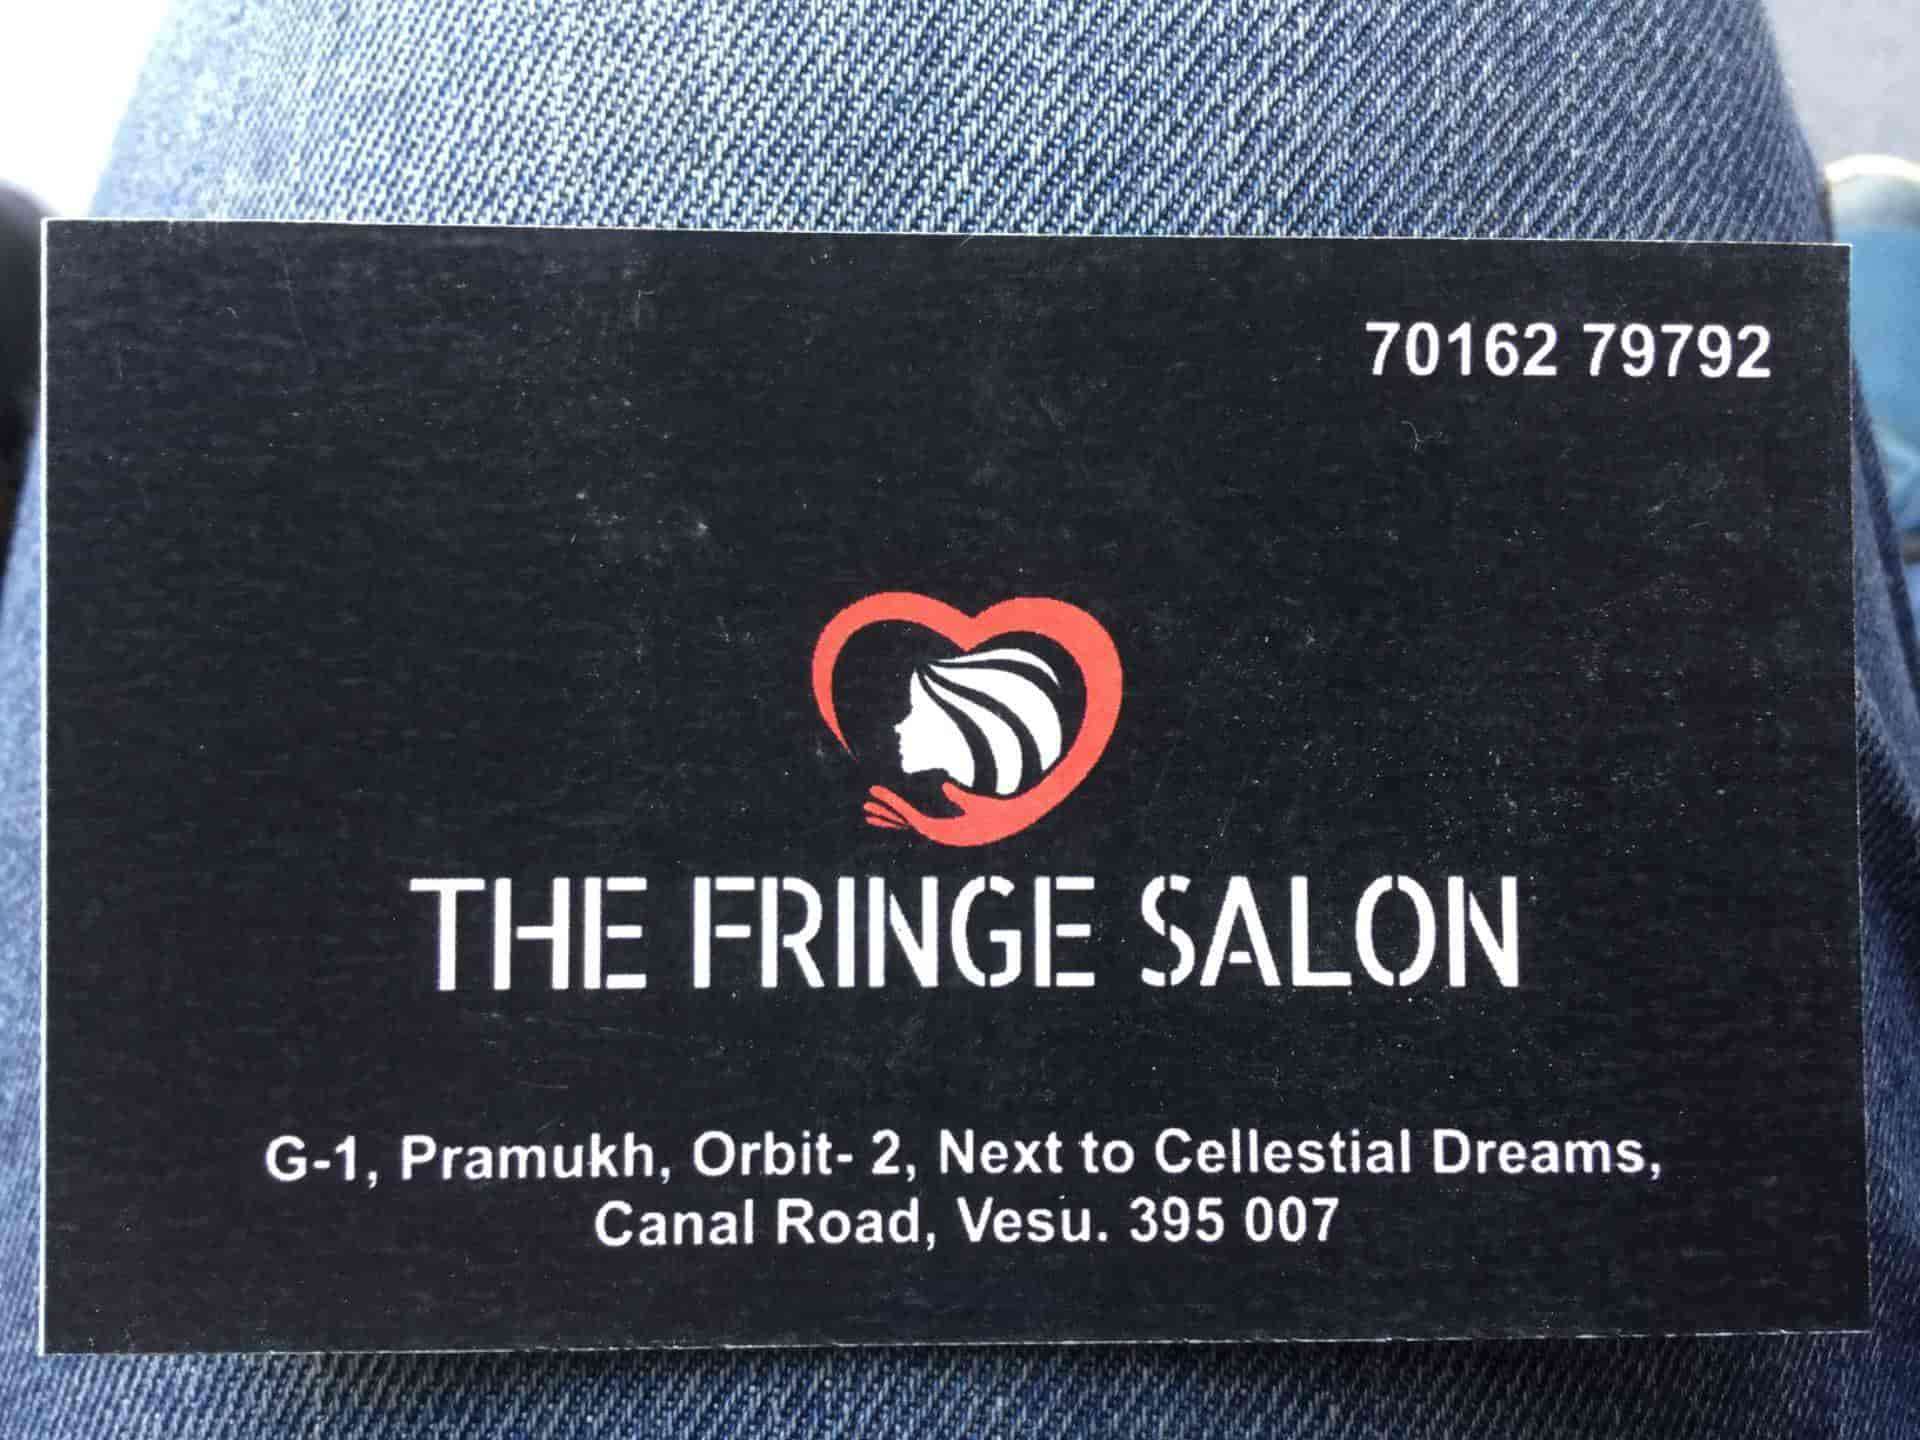 70162 79792
THE FRINGE SALON
G-1, Pramukh, Orbit- 2, Next to Cellestial Dreams,
Canal Road, Vesu. 395 007